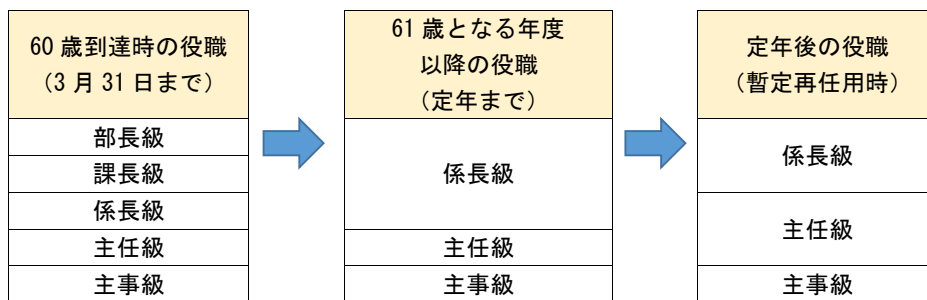 60歳到達時の役職
(3月31日まで)
部長級
課長級
係長級
主任級
主事級
61歳となる年度
以降の役職
(定年まで)
係長級
主任級
主事級
定年後の役職
(暫定再任用時)
係長級
主任級
主事級